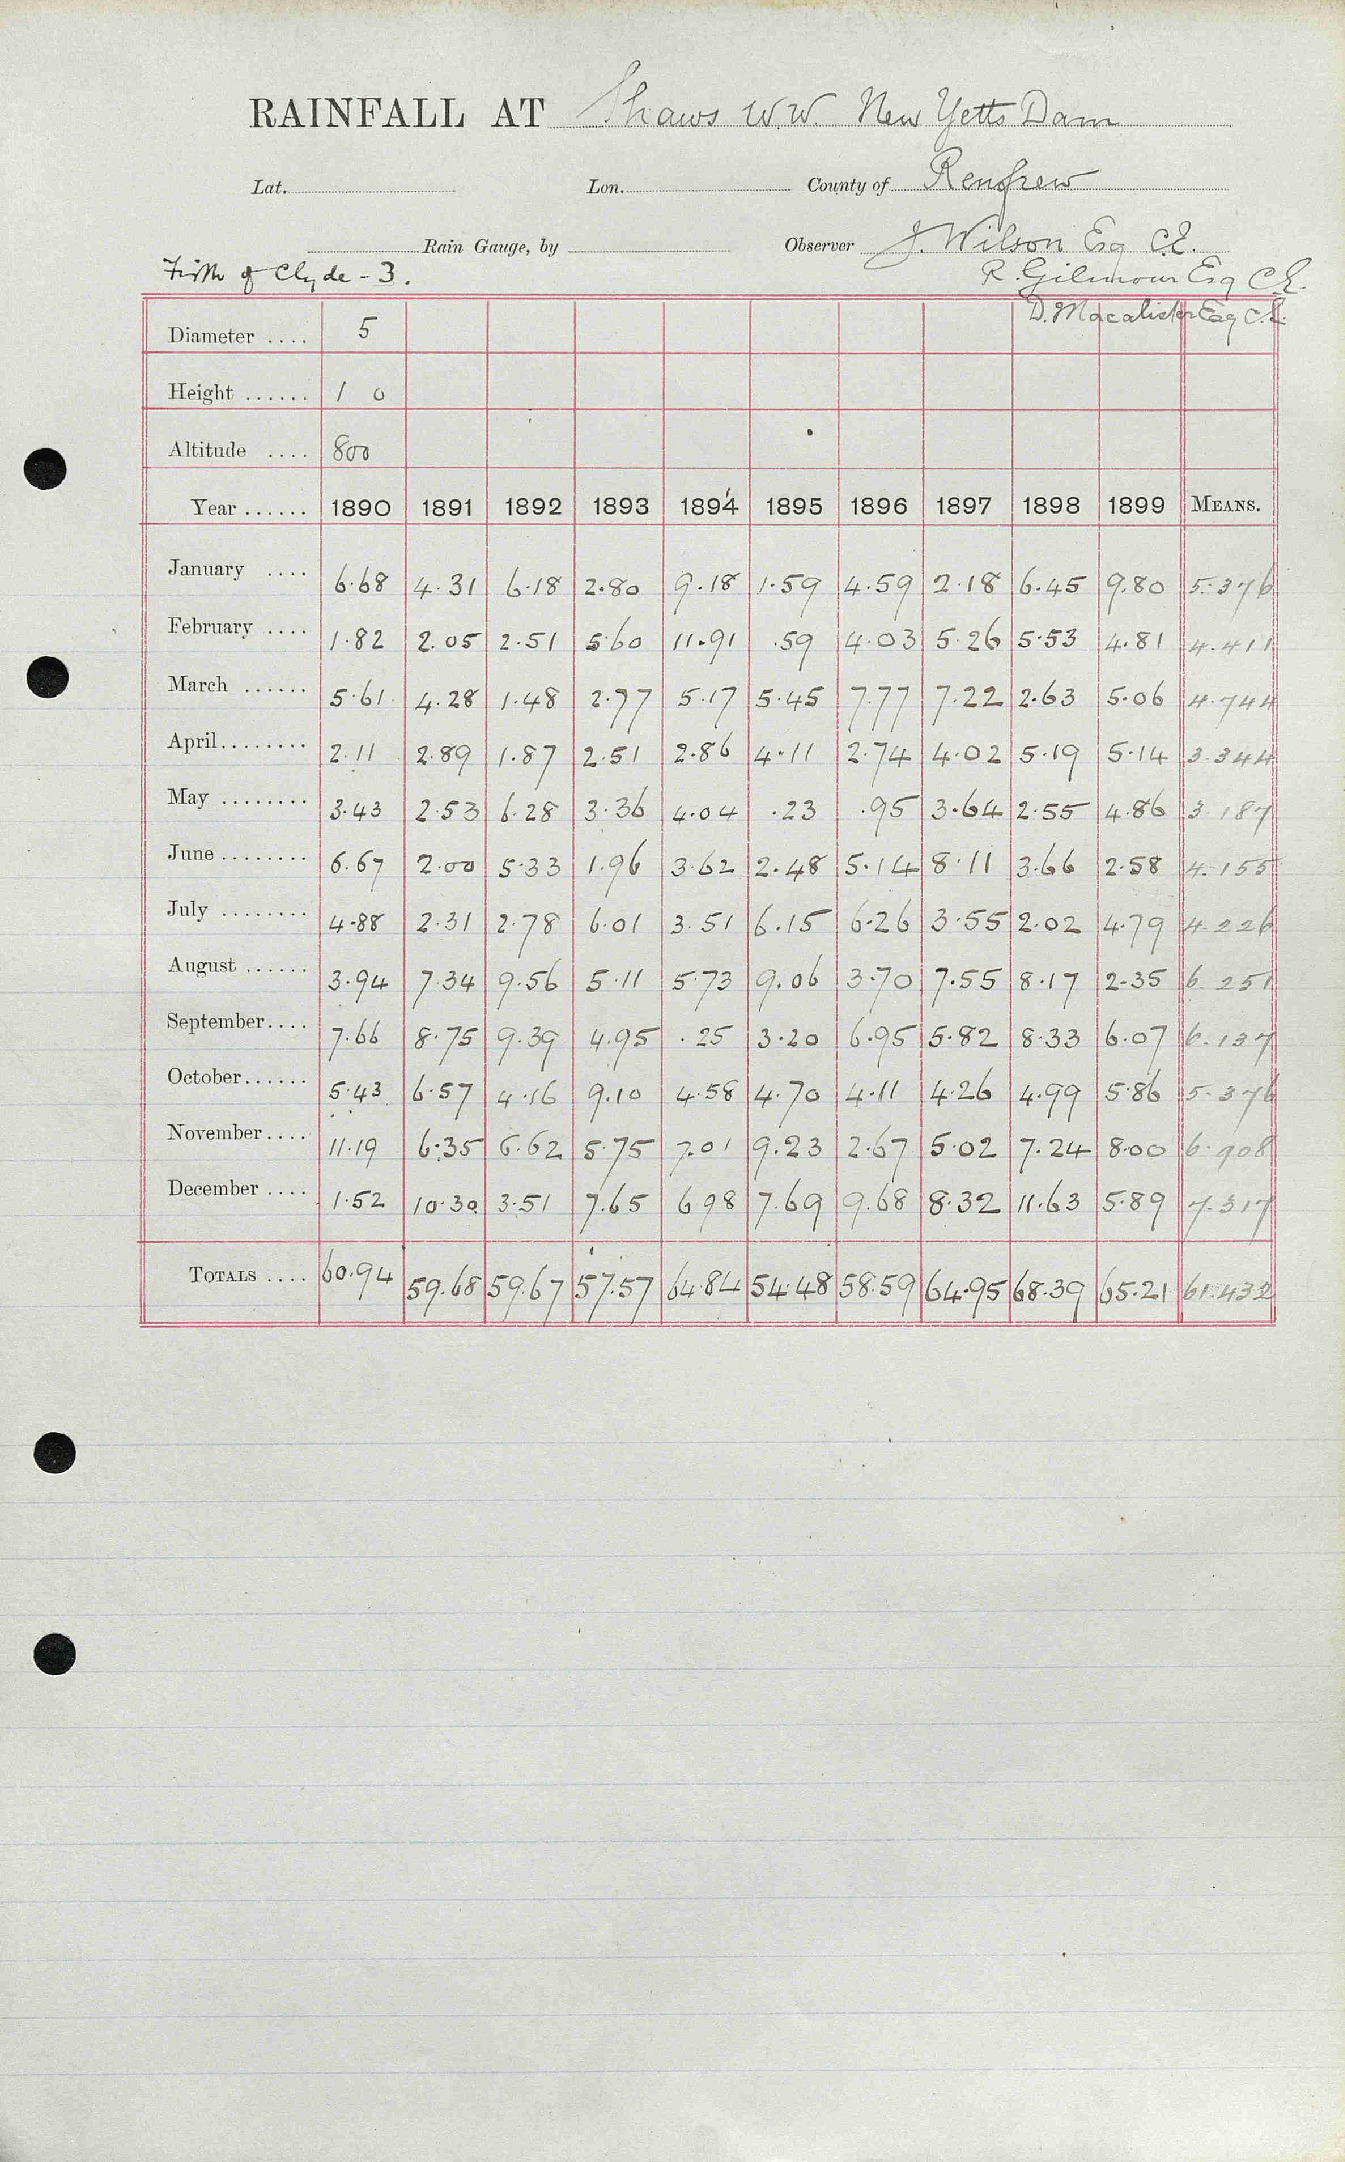 RAINFALL AT Shaws W.W. New Yetts Dam
Lat. Lon. County of Renfrew
Rain Gauge, by Observer J. Wilson Esq C.E.
Firth of Clyde - 3. R. Gilmour Esq C.E.
D. Macalister Esq C.E.
Diameter .... 5
Height ...... 1 0
Altitude .... 800
Year ...... 1890 1891 1892 1893 1894 1895 1896 1897 1898 1899 MEANS.
January .... 6.68 4.31 6.18 2.80 9.18 1.59 4.59 2.18 6.45 9.80 5.376
February .... 1.82 2.05 2.51 5.60 11.91 .59 4.03 5.26 5.53 4.81 4.411
March ...... 5.61 4.28 1.48 2.77 5.17 5.45 7.77 7.22 2.63 5.06 4.744
April........ 2.11 2.89 1.87 2.51 2.86 4.11 2.74 4.02 5.19 5.14 3.344
May ........ 3.43 2.53 6.28 3.36 4.04 .23 .95 3.64 2.55 4.86 3.187
June ........ 6.67 2.00 5.33 1.96 3.62 2.48 5.14 8.11 3.66 2.58 4.155
July ........ 4.88 2.31 2.78 6.01 3.51 6.15 6.26 3.55 2.02 4.79 4.226
August ...... 3.94 7.34 9.56 5.11 5.73 9.06 3.70 7.55 8.17 2.35 6.251
September.... 7.66 8.75 9.39 4.95 .25 3.20 6.95 5.82 8.33 6.07 6.137
October...... 5.43 6.57 4.16 9.10 4.58 4.70 4.11 4.26 4.99 5.86 5.376
November.... 11.19 6.35 6.62 5.75 7.01 9.23 2.67 5.02 7.24 8.00 6.908
December .... 1.52 10.30 3.51 7.65 6.98 7.69 9.68 8.32 11.63 5.89 7.317
TOTALS .... 60.94 59.68 59.67 57.57 64.84 54.48 58.59 64.95 68.39 65.21 61.432